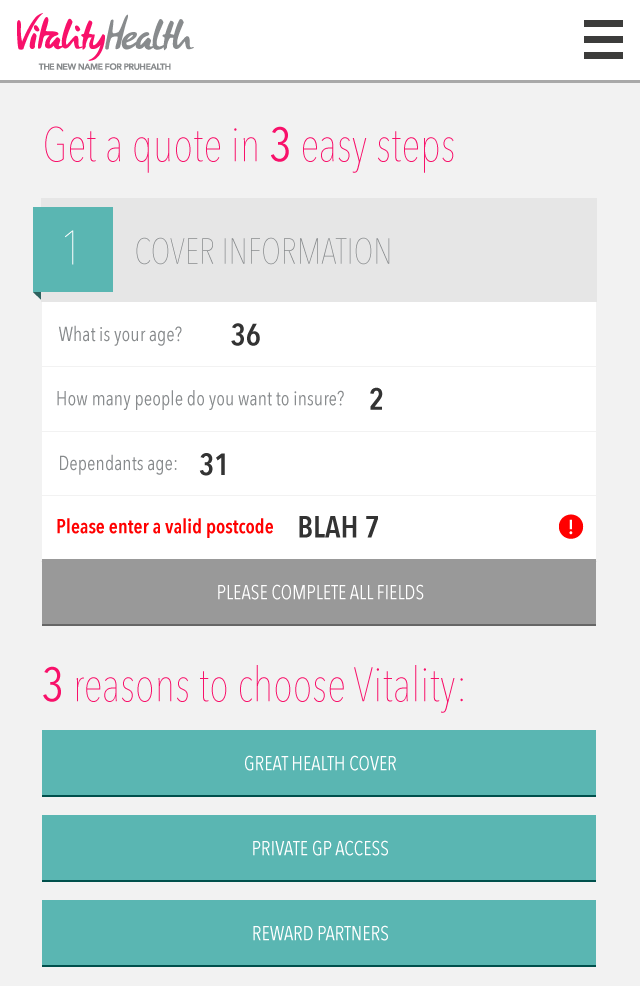 VitalityHealth
THE NEW NAME FOR PRUHEALTH
Get a quote in 3 easy steps
1 COVER INFORMATION
What is your age? 36
How many people do you want to insure? 2
Dependants age: 31
Please enter a valid postcode BLAH 7 !
PLEASE COMPLETE ALL FIELDS
3 reasons to choose Vitality:
GREAT HEALTH COVER
PRIVATE GP ACCESS
REWARD PARTNERS